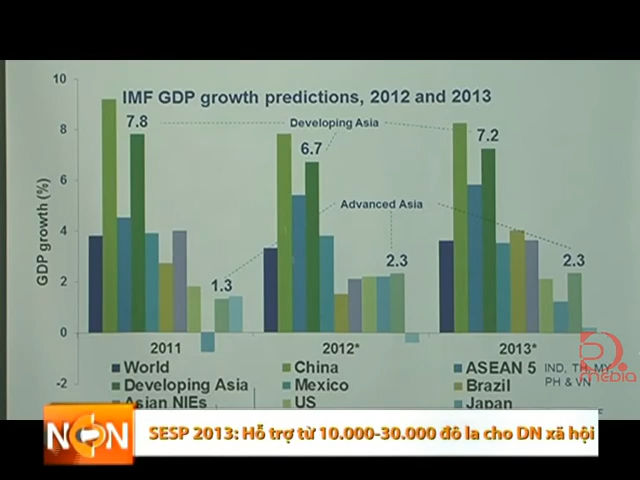 10
IMF GDP growth predictions, 2012 and 2013
Developing Asia
8
7.8
7.2
6.7
6
Advanced Asia
4
2.3
2.3
2
1.3
0
-2
GDP growth (%)
2011
2012*
2013*
World
China
ASEAN 5
IND, TH, MY,
PH & VN
Developing Asia
Mexico
Brazil
Asian NIEs
US
Japan
media
NON
SESP 2013: Hỗ trợ từ 10.000-30.000 đô la cho DN xã hội